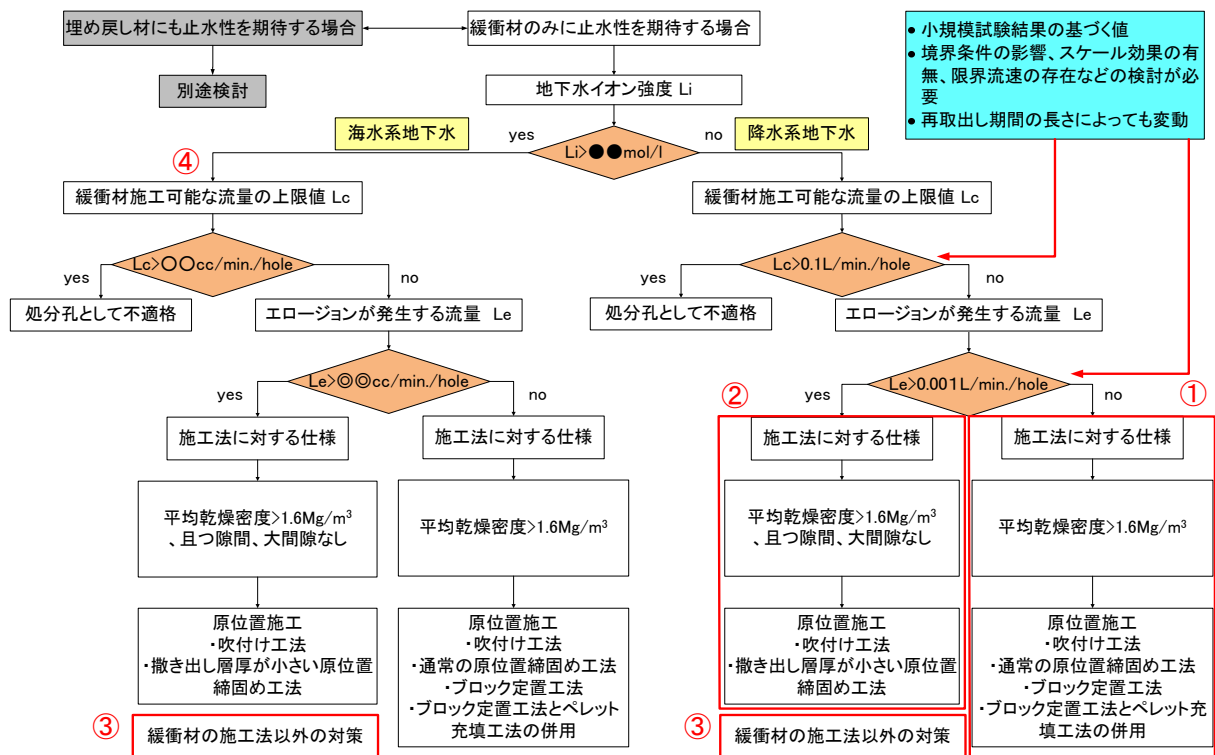 埋め戻し材にも止水性を期待する場合
緩衝材のみに止水性を期待する場合
別途検討
地下水イオン強度 Li
● 小規模試験結果の基づく値
● 境界条件の影響、スケール効果の有
無、限界流速の存在などの検討が必
要
● 再取出し期間の長さによっても変動
海水系地下水
yes
no
降水系地下水
Li>●●mol/l
④
緩衝材施工可能な流量の上限値 Lc
Lc>○○cc/min./hole
yes
no
処分孔として不適格
エロージョンが発生する流量 Le
Le>◎◎cc/min./hole
yes
no
施工法に対する仕様
施工法に対する仕様
平均乾燥密度>1.6Mg/m³
、且つ隙間、大間隙なし
平均乾燥密度>1.6Mg/m³
原位置施工
・吹付け工法
・撒き出し層厚が小さい原位置
締固め工法
原位置施工
・吹付け工法
・通常の原位置締固め工法
・ブロック定置工法
・ブロック定置工法とペレット
充填工法の併用
③
緩衝材の施工法以外の対策
緩衝材施工可能な流量の上限値 Lc
Lc>0.1L/min./hole
yes
no
処分孔として不適格
エロージョンが発生する流量 Le
Le>0.001L/min./hole
②
yes
no
①
施工法に対する仕様
施工法に対する仕様
平均乾燥密度>1.6Mg/m³
、且つ隙間、大間隙なし
平均乾燥密度>1.6Mg/m³
原位置施工
・吹付け工法
・撒き出し層厚が小さい原位置
締固め工法
原位置施工
・吹付け工法
・通常の原位置締固め工法
・ブロック定置工法
・ブロック定置工法とペレット充
填工法の併用
③
緩衝材の施工法以外の対策